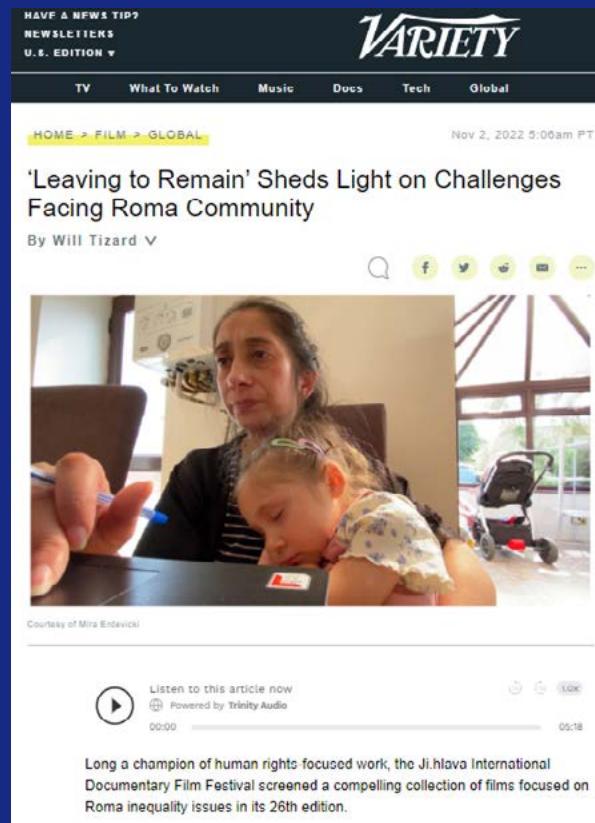 HAVE A NEWS TIP?
NEWSLETTERS
U.S. EDITION ▼
VARIETY
TV What To Watch Music Docs Tech Global
HOME > FILM > GLOBAL Nov 2, 2022 5:06am PT
'Leaving to Remain' Sheds Light on Challenges
Facing Roma Community
By Will Tizard
Courtesy of Mira Erdevicki
Listen to this article now
Powered by Trinity Audio
1.0X
00:00 05:18
Long a champion of human rights-focused work, the Ji.hlava International
Documentary Film Festival screened a compelling collection of films focused on
Roma inequality issues in its 26th edition.